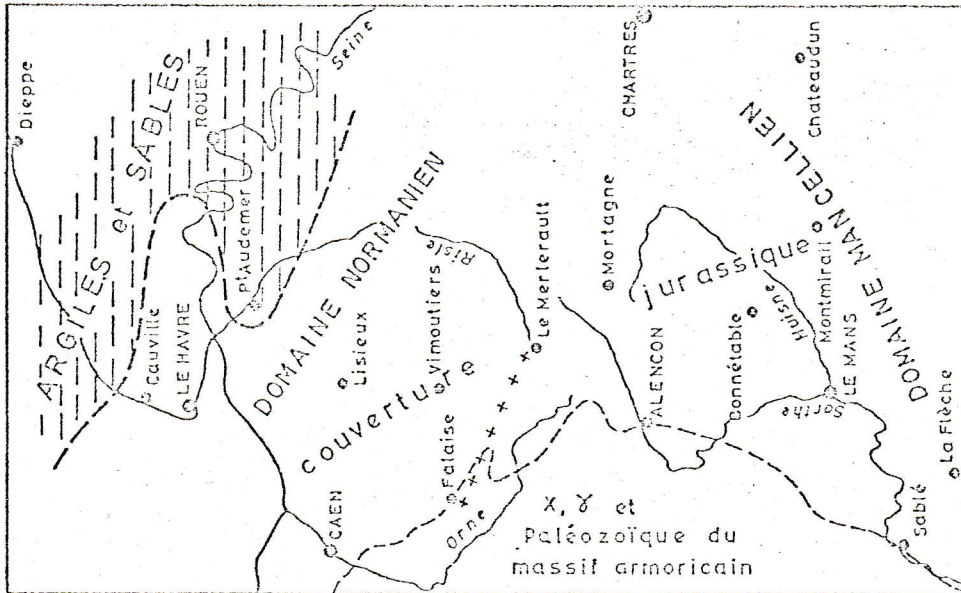 Dieppe
ARGILES et SABLES
ROUEN
Seine
Cauville
LE HAVRE
Pt Audemer
Risle
DOMAINE NORMANIEN
Lisieux
Vimoutiers
couverture
Falaise
CAEN
Orne
Le Merlerault
Mortagne
CHARTRES
Chateaudun
jurassique
ALENCON
Bonnétable
Huisne
Montmirail
LE MANS
Sarthe
DOMAINE MANCELLIEN
La Flèche
Sablé
χ, γ et
Paléozoïque du
massif armoricain